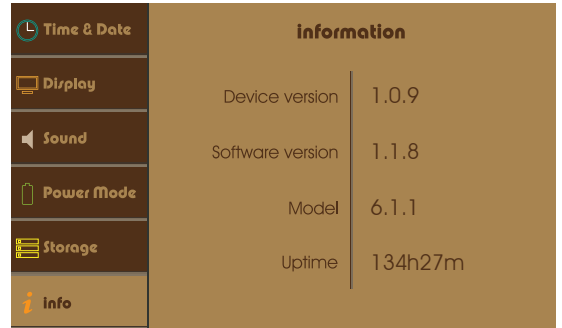 Time & Date
Display
Sound
Power Mode
Storage
i info
information
Device version 1.0.9
Software version 1.1.8
Model 6.1.1
Uptime 134h27m